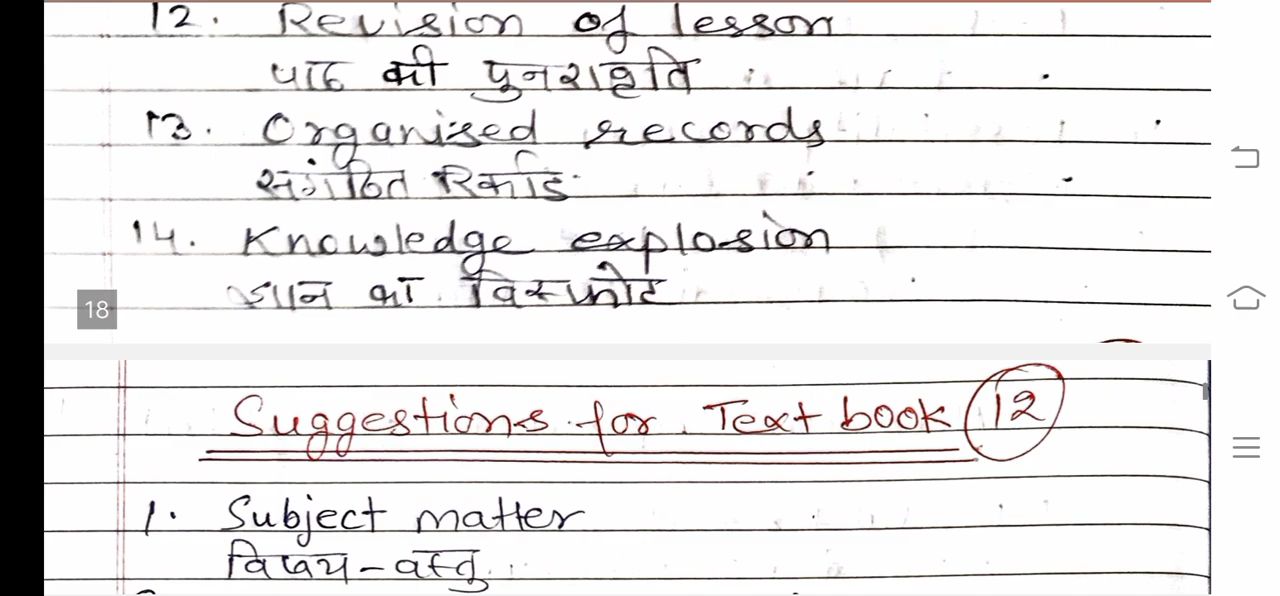 12. Revision of lesson
पाठ की पुनरावृति
13. Organised records
संगठित रिकॉर्ड
14. Knowledge explosion
ज्ञान का विस्फोट
18
Suggestions for Text book 12
1. Subject matter
विषय-वस्तु